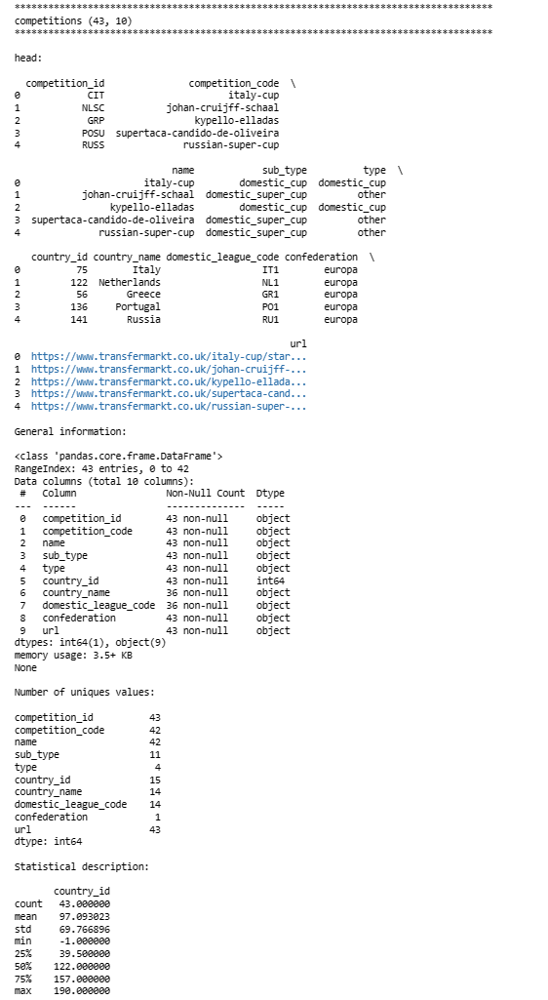 **************************************************************************************
competitions (43, 10)
**************************************************************************************
head:
  competition_id             competition_code  \
0            CIT                    italy-cup
1           NLSC          johan-cruijff-schaal
2            GRP               kypello-elladas
3           POSU  supertaca-candido-de-oliveira
4           RUSS             russian-super-cup
                            name            sub_type          type  \
0                      italy-cup        domestic_cup  domestic_cup
1           johan-cruijff-schaal  domestic_super_cup         other
2                kypello-elladas        domestic_cup  domestic_cup
3  supertaca-candido-de-oliveira  domestic_super_cup         other
4              russian-super-cup  domestic_super_cup         other
   country_id country_name domestic_league_code confederation  \
0          75        Italy                  IT1        europa
1         122  Netherlands                  NL1        europa
2          56       Greece                  GR1        europa
3         136     Portugal                  PO1        europa
4         141       Russia                  RU1        europa
                                                 url
0  https://www.transfermarkt.co.uk/italy-cup/star...
1  https://www.transfermarkt.co.uk/johan-cruijff-...
2  https://www.transfermarkt.co.uk/kypello-ellada...
3  https://www.transfermarkt.co.uk/supertaca-cand...
4  https://www.transfermarkt.co.uk/russian-super-...
General information:
<class 'pandas.core.frame.DataFrame'>
RangeIndex: 43 entries, 0 to 42
Data columns (total 10 columns):
 #   Column                Non-Null Count  Dtype
---  ------                --------------  -----
 0   competition_id        43 non-null     object
 1   competition_code      43 non-null     object
 2   name                  43 non-null     object
 3   sub_type              43 non-null     object
 4   type                  43 non-null     object
 5   country_id            43 non-null     int64
 6   country_name          36 non-null     object
 7   domestic_league_code  36 non-null     object
 8   confederation         43 non-null     object
 9   url                   43 non-null     object
dtypes: int64(1), object(9)
memory usage: 3.5+ KB
None
Number of uniques values:
competition_id          43
competition_code        42
name                    42
sub_type                11
type                     4
country_id              15
country_name            14
domestic_league_code    14
confederation            1
url                     43
dtype: int64
Statistical description:
       country_id
count   43.000000
mean    97.093023
std     69.766896
min     -1.000000
25%     39.500000
50%    122.000000
75%    157.000000
max    190.000000